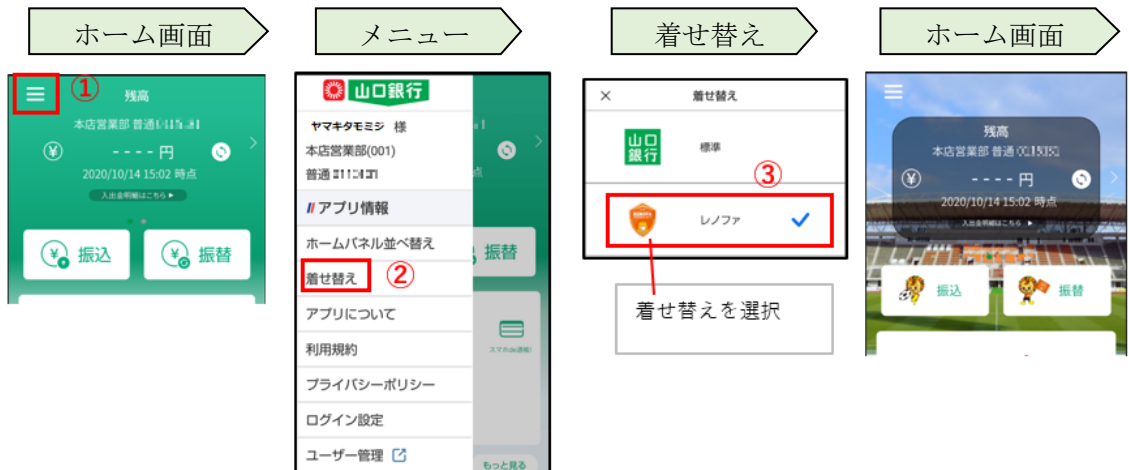 ホーム画面
メニュー
着せ替え
ホーム画面
①
残高
本店営業部 普通
---- 円
2020/10/14 15:02 時点
入出金明細はこちら ▶
振込
振替
山口銀行
ヤマキタモミジ 様
本店営業部(001)
普通
アプリ情報
ホームパネル並べ替え
着せ替え
②
アプリについて
利用規約
プライバシーポリシー
ログイン設定
ユーザー管理
点
振替
スマホde通帳
もっと見る
× 着せ替え
山口
銀行
標準
③
レノファ
着せ替えを選択
残高
本店営業部 普通
---- 円
2020/10/14 15:02 時点
入出金明細はこちら ▶
振込
振替